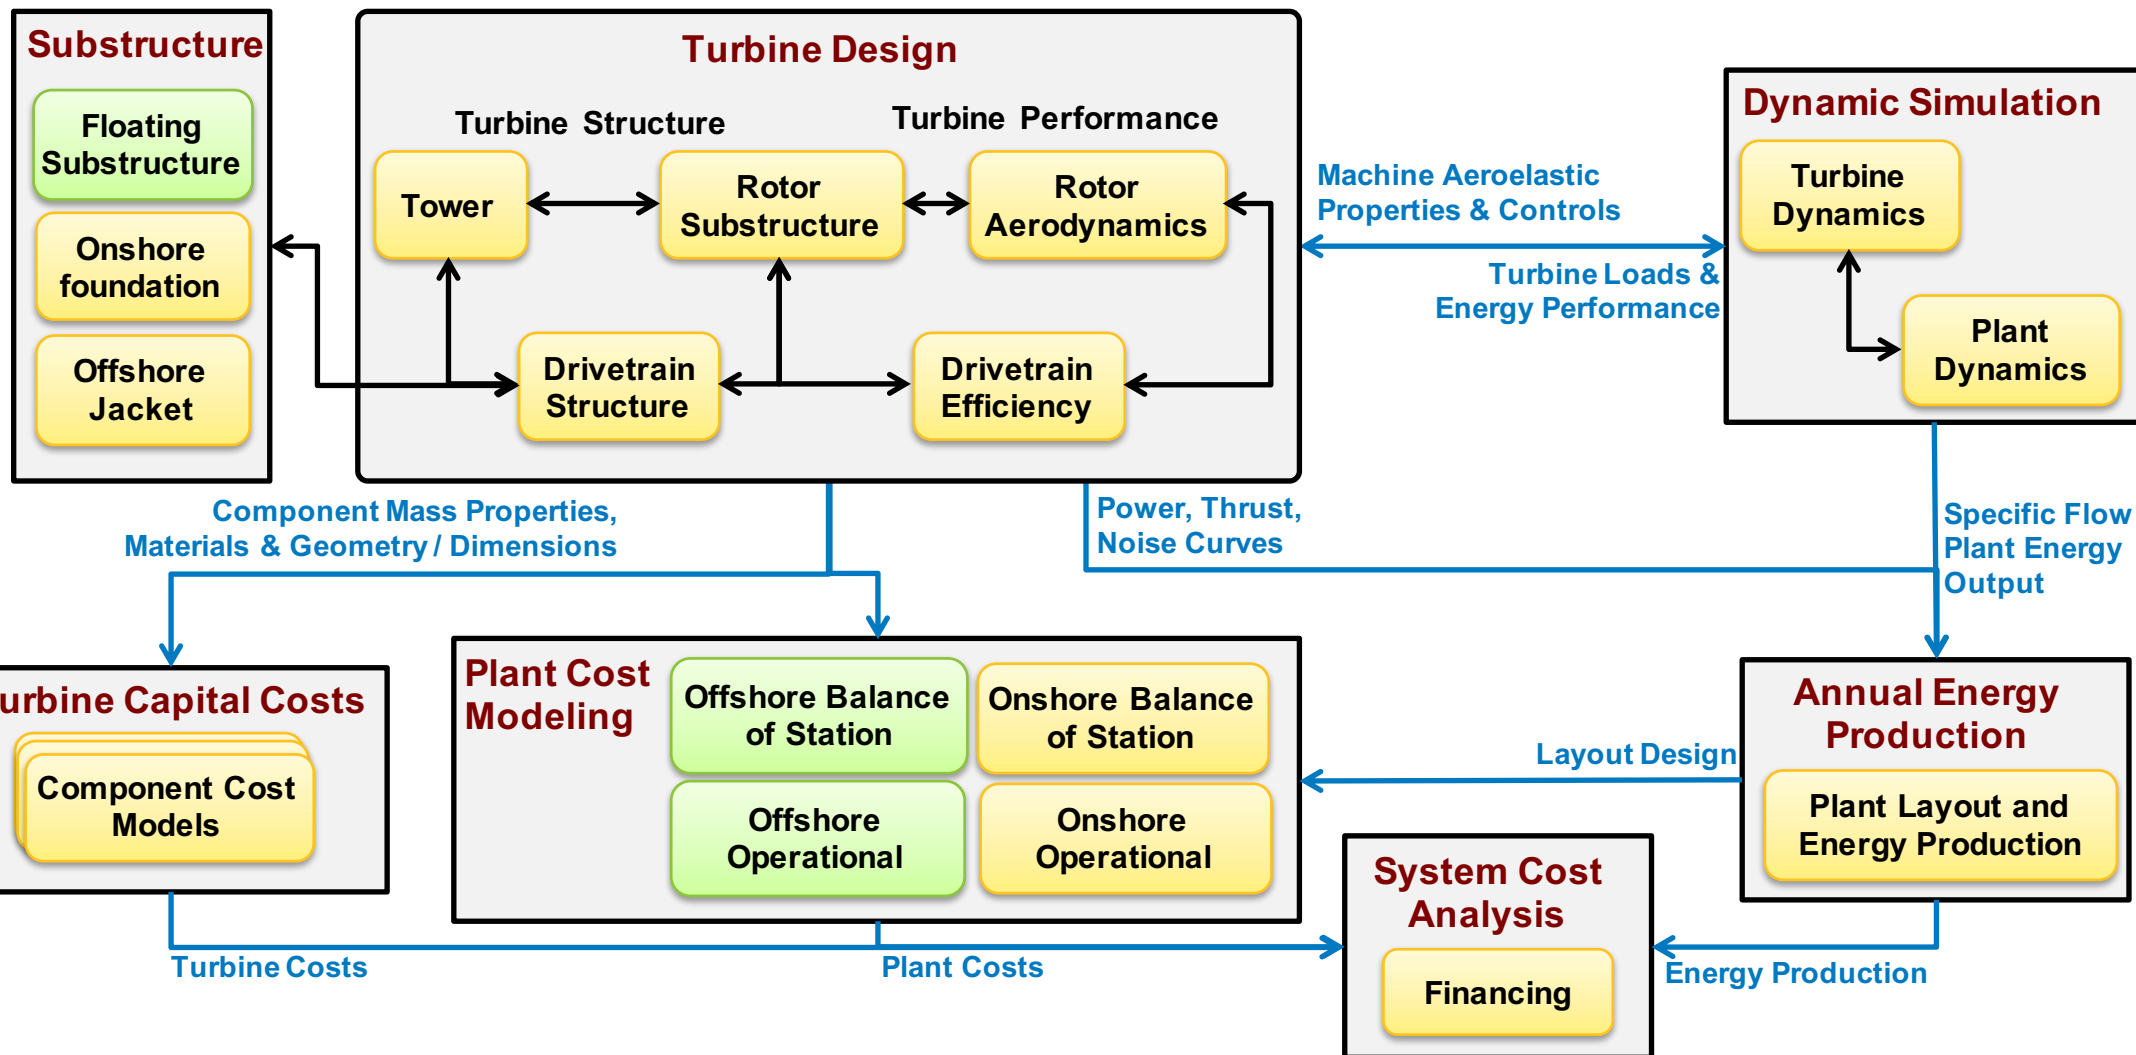 Substructure
Floating
Substructure
Onshore
foundation
Offshore
Jacket
Turbine Design
Turbine Structure
Turbine Performance
Tower
Rotor
Substructure
Rotor
Aerodynamics
Drivetrain
Structure
Drivetrain
Efficiency
Machine Aeroelastic
Properties & Controls
Turbine Loads &
Energy Performance
Dynamic Simulation
Turbine
Dynamics
Plant
Dynamics
Component Mass Properties,
Materials & Geometry / Dimensions
Power, Thrust,
Noise Curves
Specific Flow
Plant Energy
Output
urbine Capital Costs
Component Cost
Models
Plant Cost
Modeling
Offshore Balance
of Station
Onshore Balance
of Station
Offshore
Operational
Onshore
Operational
Layout Design
Annual Energy
Production
Plant Layout and
Energy Production
System Cost
Analysis
Financing
Turbine Costs
Plant Costs
Energy Production